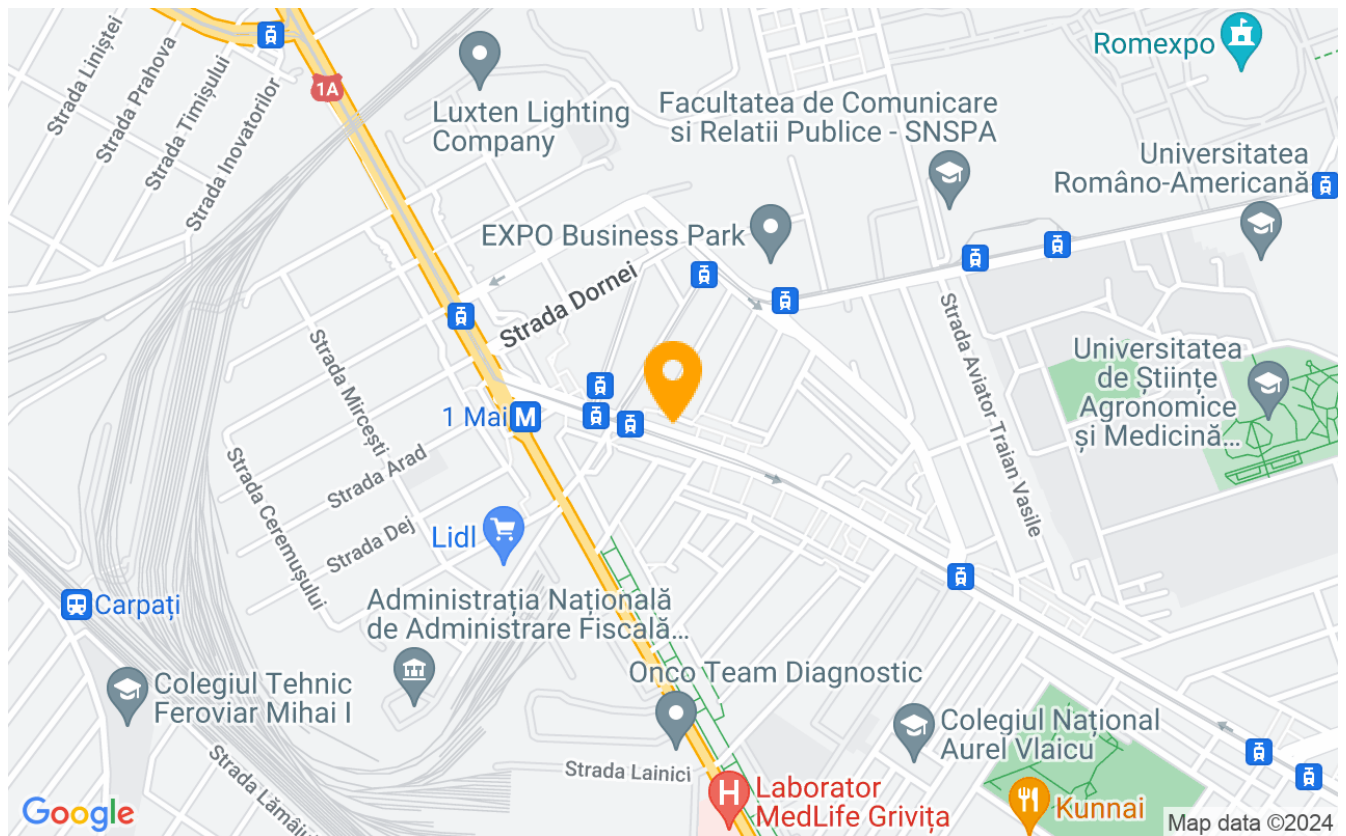 Romexpo
Strada Liniștei
Strada Prahova
Strada Timișului
Strada Inovatorilor
1A
Luxten Lighting
Company
Facultatea de Comunicare
si Relatii Publice - SNSPA
Universitatea
Româno-Americană
EXPO Business Park
Strada Dornei
Strada Mircești
Strada Aviator Traian Vasile
Universitatea
de Științe
Agronomice
și Medicină...
1 Mai
M
Strada Arad
Strada Ceremușului
Strada Dej
Lidl
Carpați
Administrația Națională
de Administrare Fiscală...
Onco Team Diagnostic
Colegiul Tehnic
Feroviar Mihai I
Colegiul Național
Aurel Vlaicu
Strada Lainici
H
Laborator
MedLife Grivița
Kunnai
Google
Map data ©2024